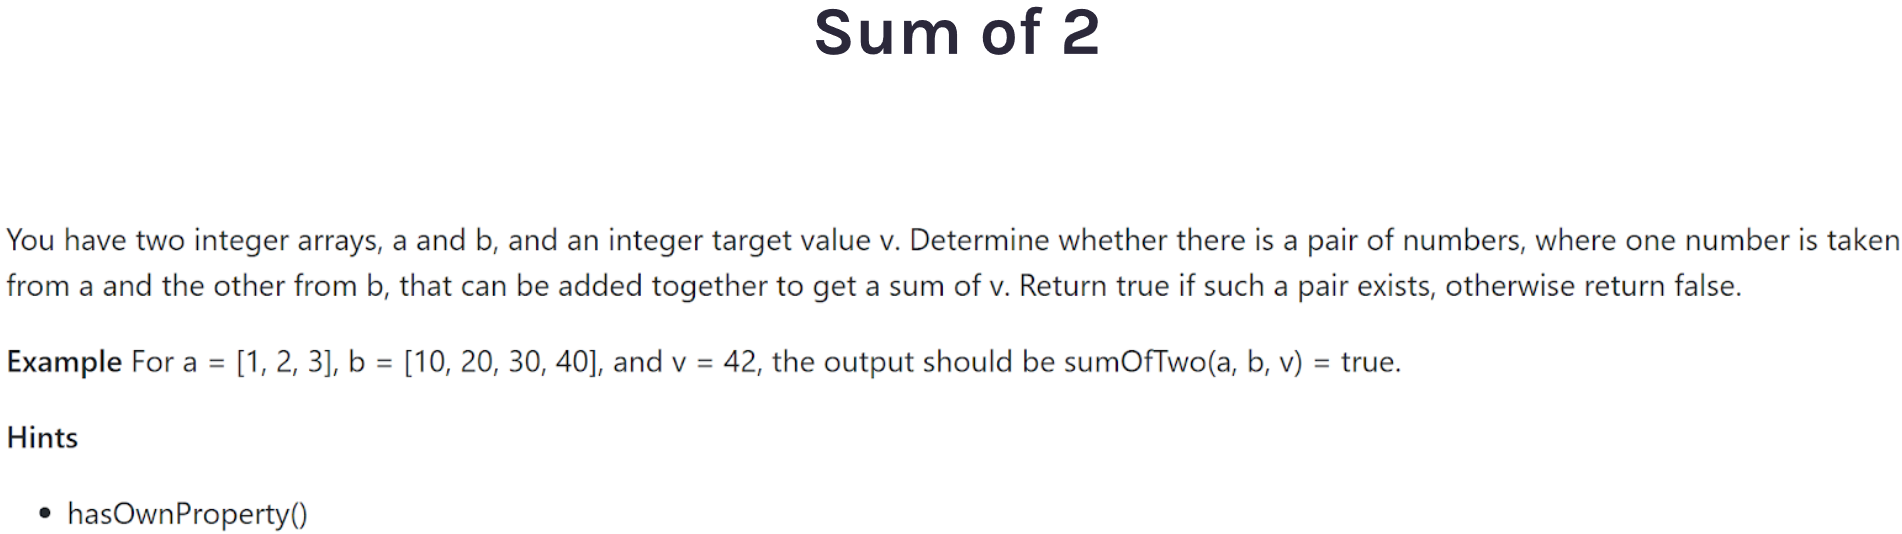 Sum of 2
You have two integer arrays, a and b, and an integer target value v. Determine whether there is a pair of numbers, where one number is taken
from a and the other from b, that can be added together to get a sum of v. Return true if such a pair exists, otherwise return false.
Example For a = [1, 2, 3], b = [10, 20, 30, 40], and v = 42, the output should be sumOfTwo(a, b, v) = true.
Hints
• hasOwnProperty()